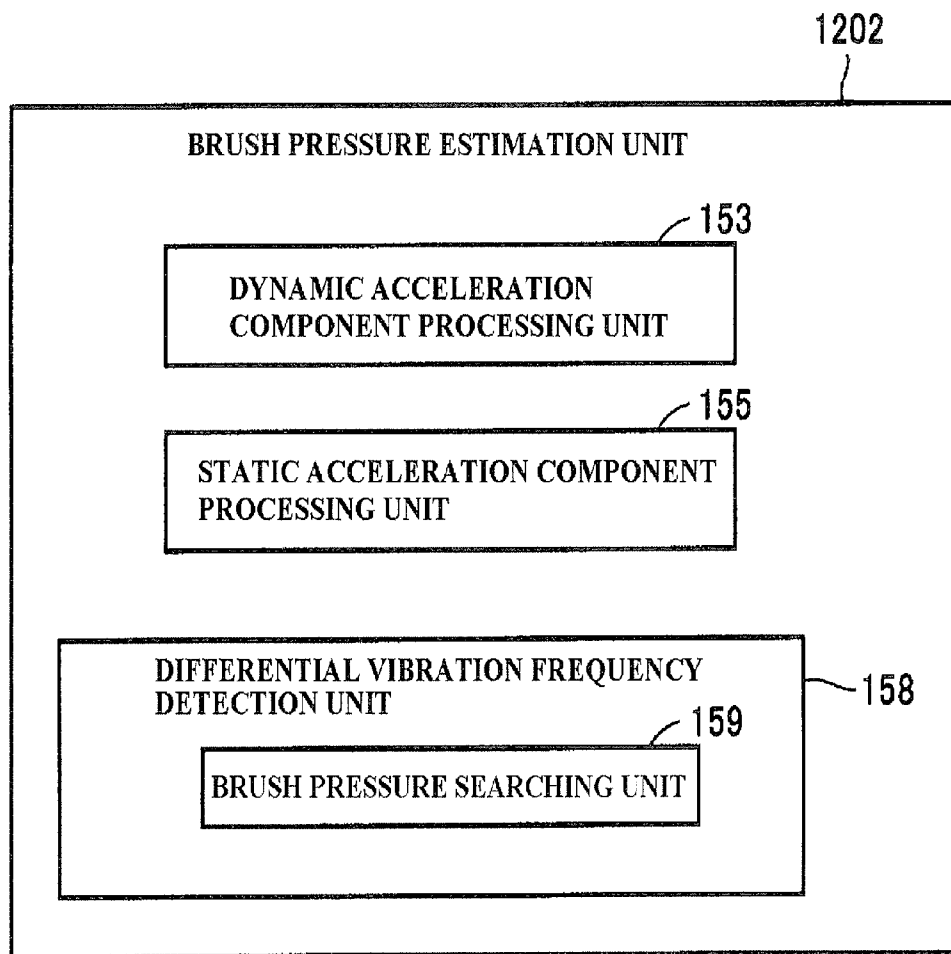 1202
BRUSH PRESSURE ESTIMATION UNIT
153
DYNAMIC ACCELERATION
COMPONENT PROCESSING UNIT
155
STATIC ACCELERATION COMPONENT
PROCESSING UNIT
DIFFERENTIAL VIBRATION FREQUENCY
DETECTION UNIT
158
159
BRUSH PRESSURE SEARCHING UNIT